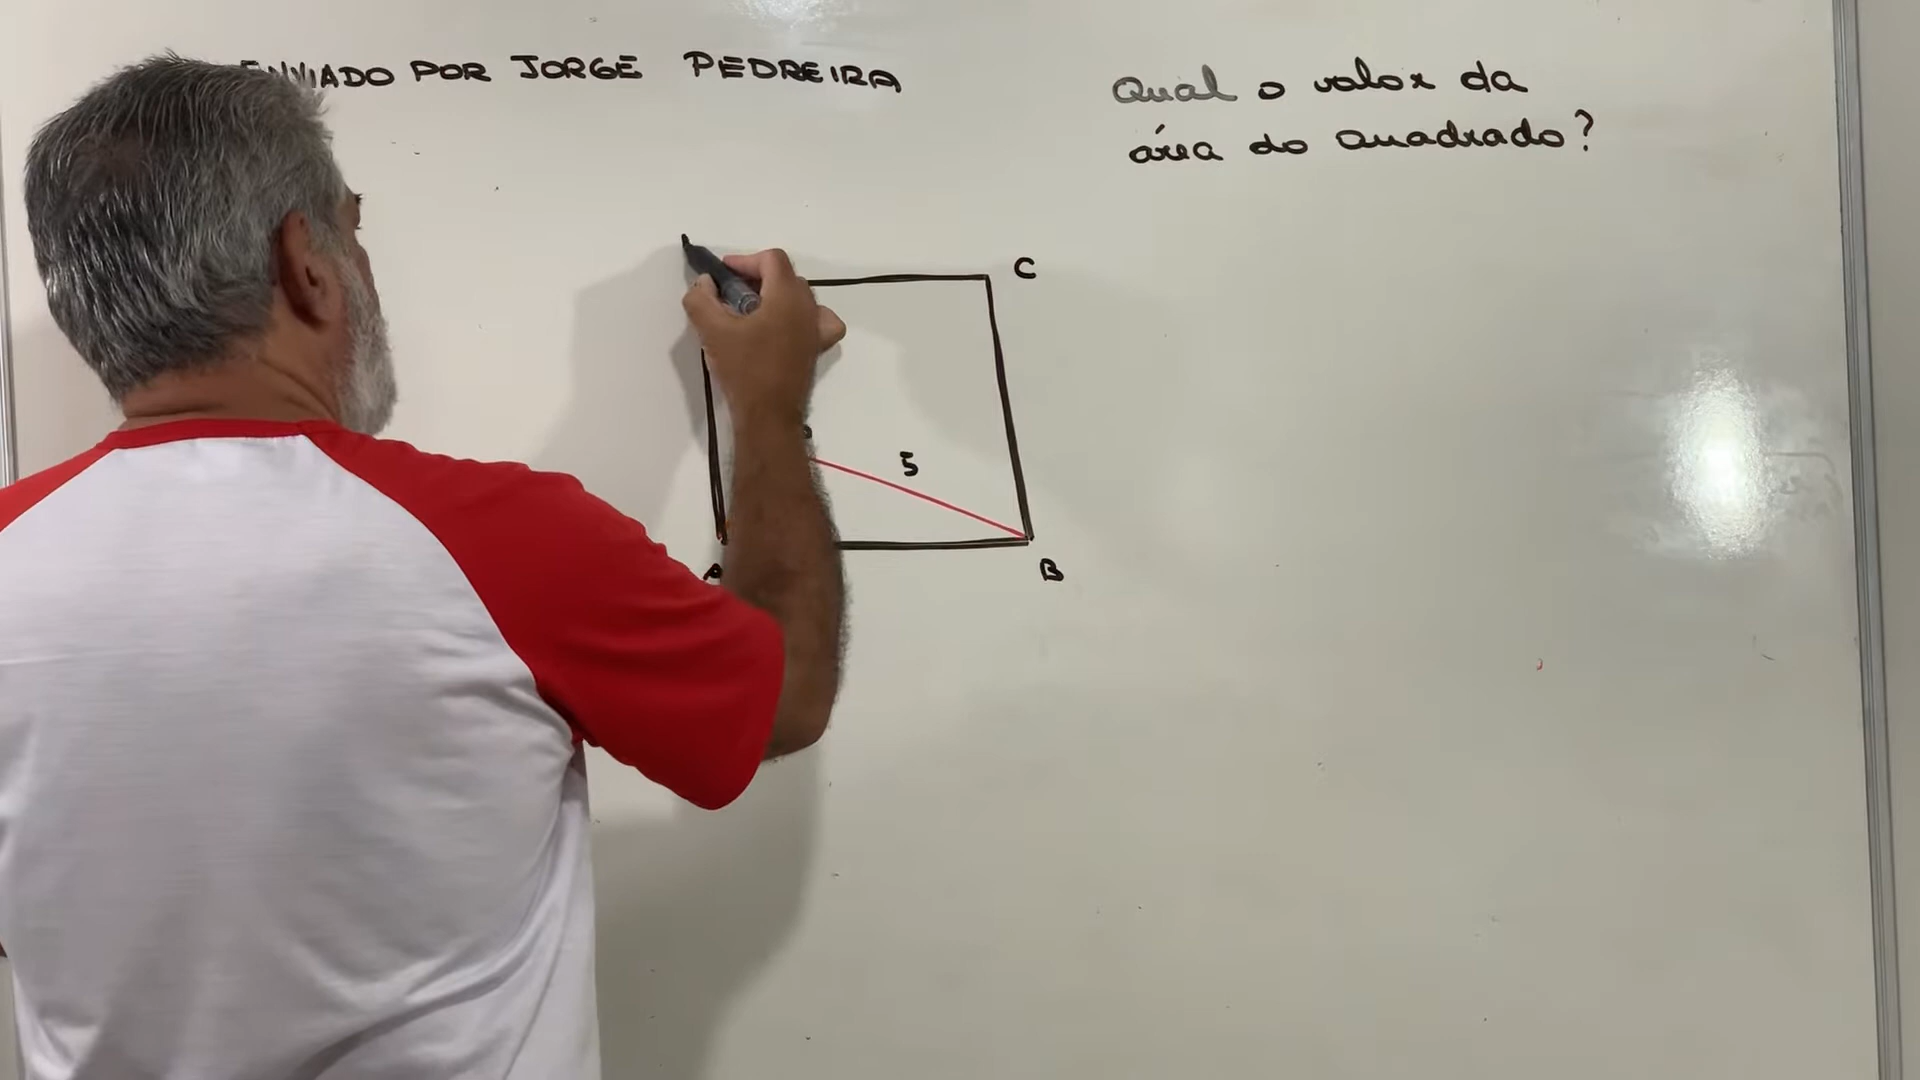 ENVIADO POR JORGE PEDREIRA
Qual o valor da
área do quadrado?
C
5
A
B